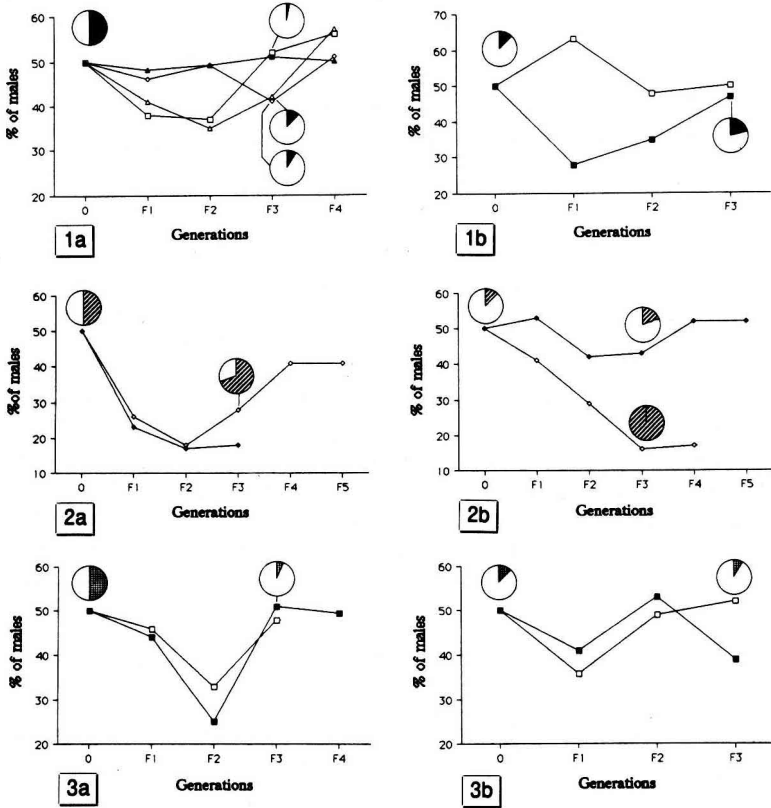 60
50
40
30
20
% of males
0 F1 F2 F3 F4
Generations
1a
70
60
50
40
30
20
% of males
0 F1 F2 F3
Generations
1b
60
50
40
30
20
10
%of males
0 F1 F2 F3 F4 F5
Generations
2a
60
50
40
30
20
10
% of males
0 F1 F2 F3 F4 F5
Generations
2b
60
50
40
30
20
% of males
0 F1 F2 F3 F4
Generations
3a
60
50
40
30
20
% of males
0 F1 F2 F3
Generations
3b